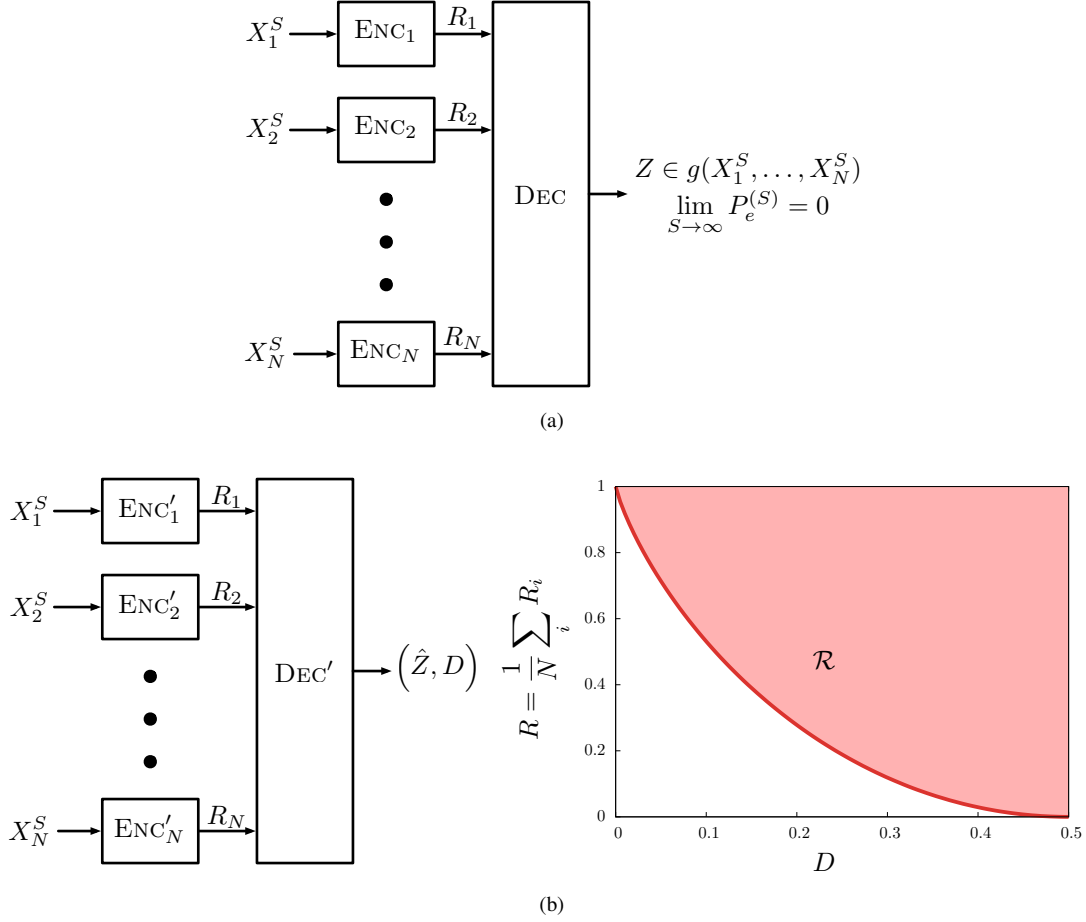 X_1^S ENC_1 R_1
X_2^S ENC_2 R_2
DEC
Z ∈ g(X_1^S, . . . , X_N^S)
lim_{S→∞} P_e^{(S)} = 0
X_N^S ENC_N R_N
(a)
X_1^S ENC′_1 R_1
X_2^S ENC′_2 R_2
DEC′
(Ẑ, D)
X_N^S ENC′_N R_N
R = \frac{1}{N} \sum_i R_i
1
0.8
0.6
0.4
0.2
0
ℛ
0 0.1 0.2 0.3 0.4 0.5
D
(b)